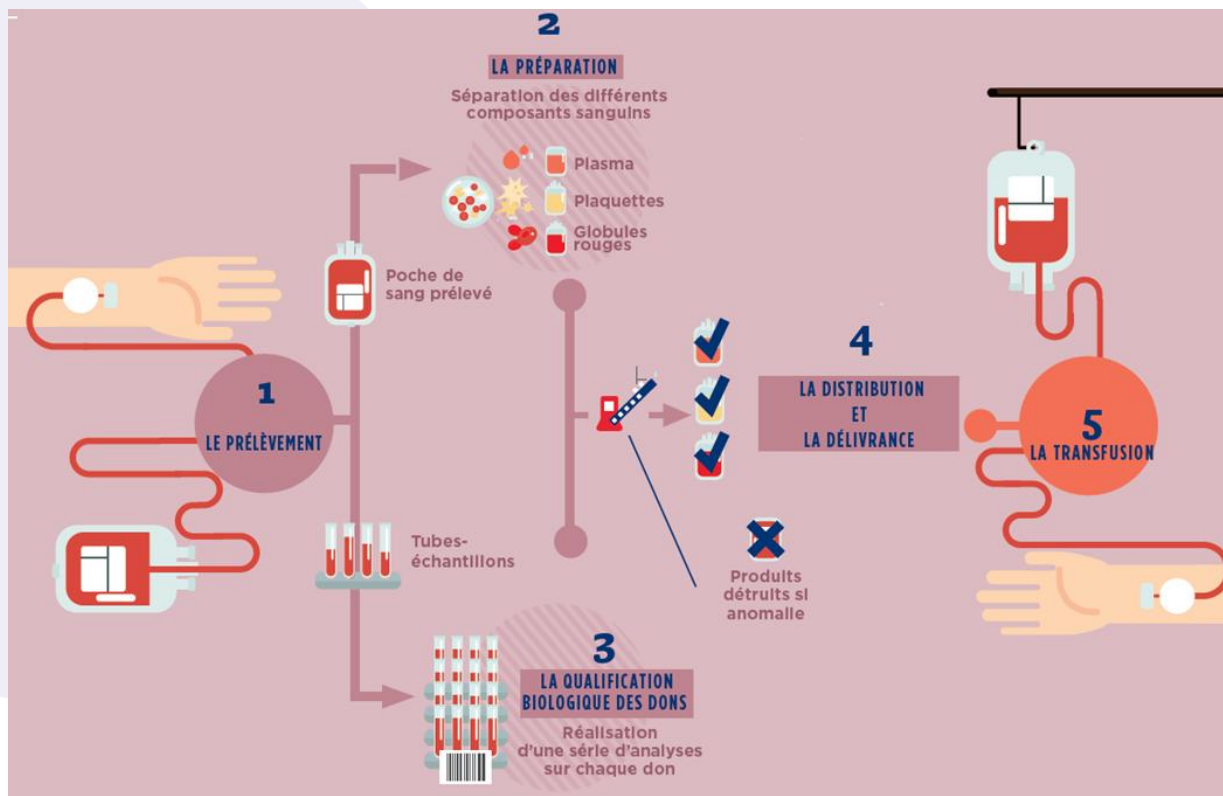 1
LE PRÉLÈVEMENT
Poche de
sang prélevé
Tubes-
échantillons
2
LA PRÉPARATION
Séparation des différents
composants sanguins
Plasma
Plaquettes
Globules
rouges
3
LA QUALIFICATION
BIOLOGIQUE DES DONS
Réalisation
d'une série d'analyses
sur chaque don
Produits
détruits si
anomalie
4
LA DISTRIBUTION
ET
LA DÉLIVRANCE
5
LA TRANSFUSION